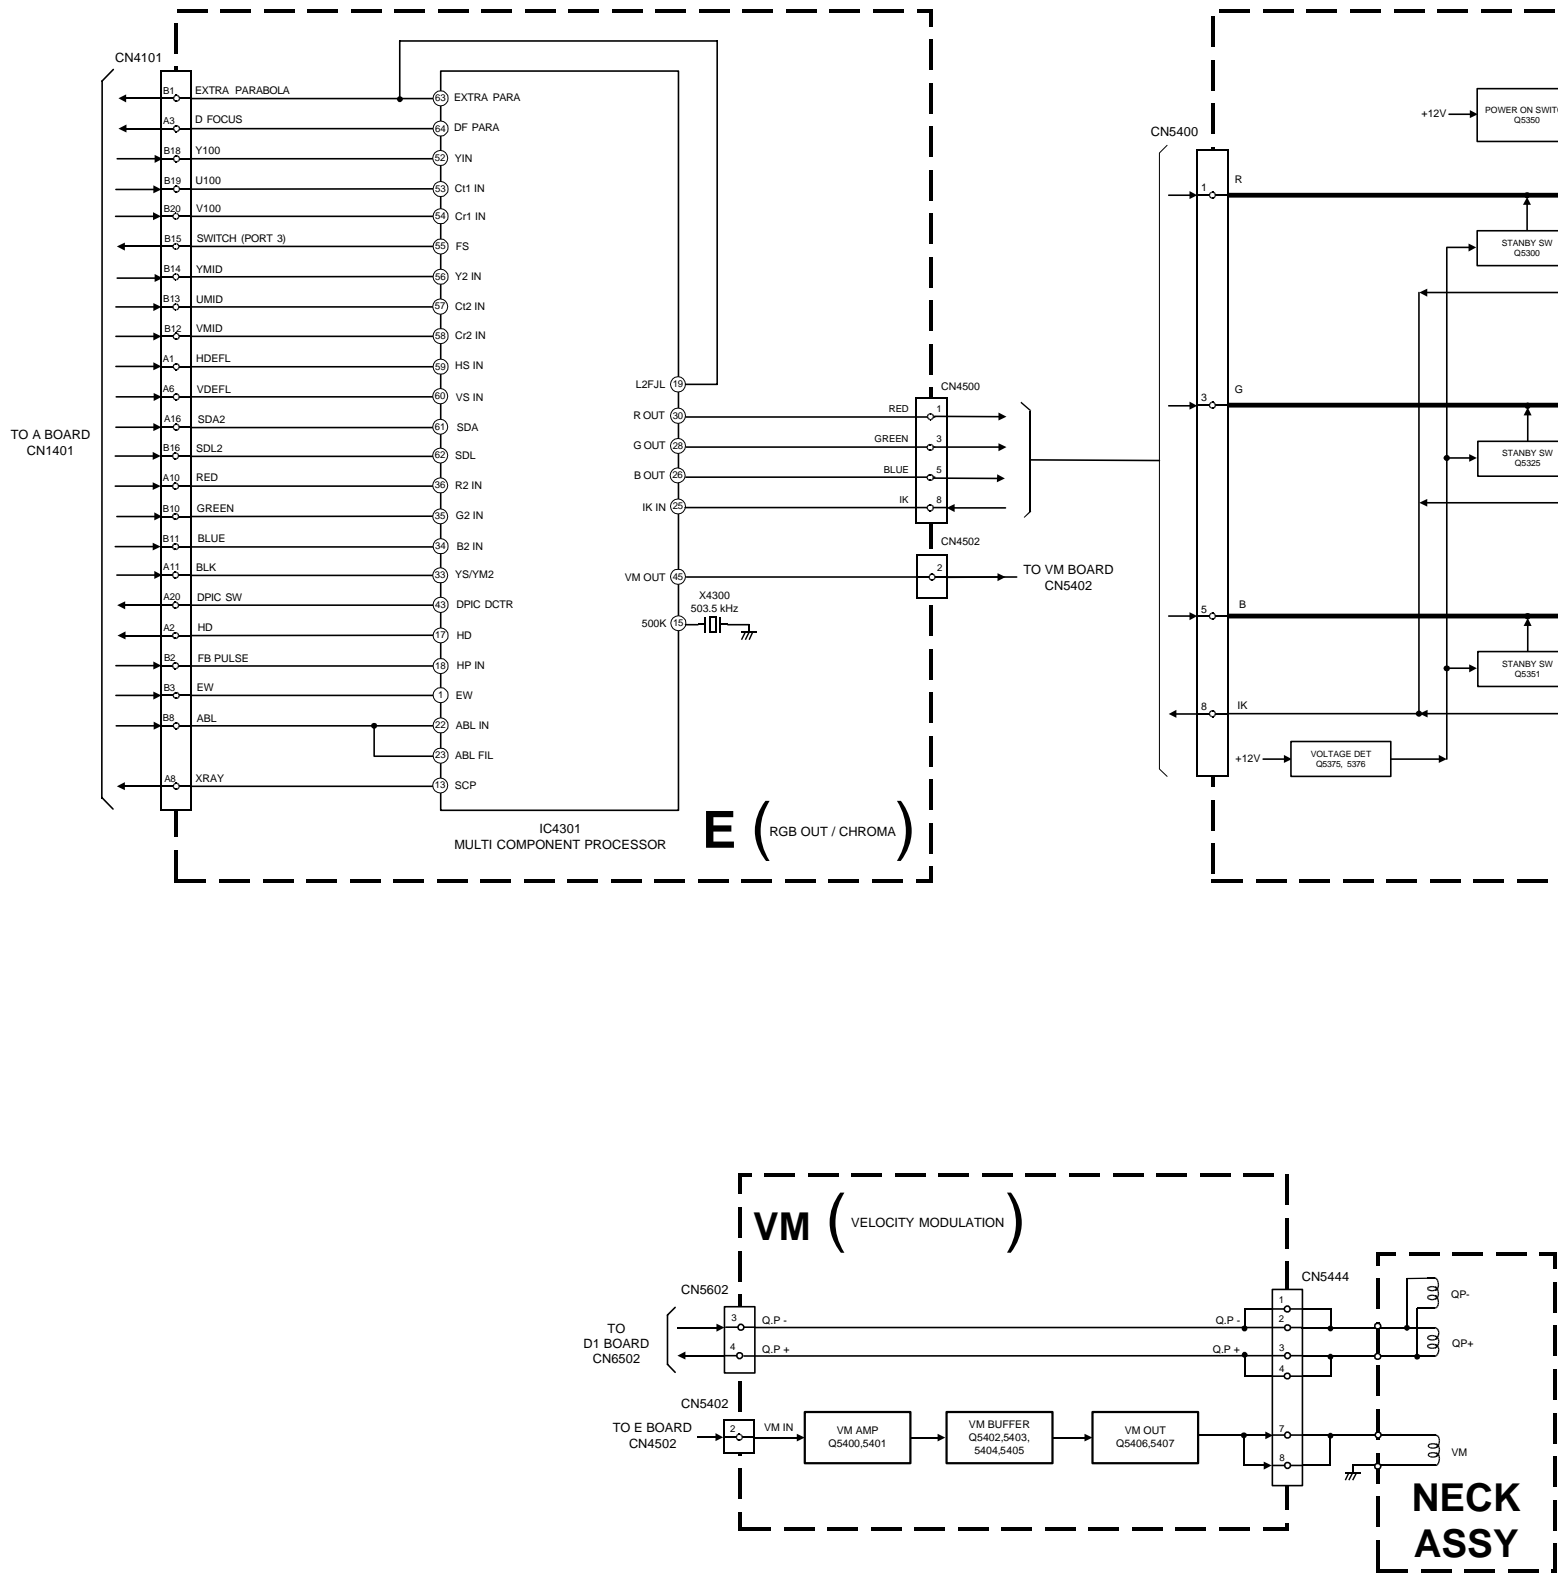 CN4101
B1 EXTRA PARABOLA 63 EXTRA PARA
A3 D FOCUS 64 DF PARA
B18 Y100 52 YIN
B19 U100 53 Ct1 IN
B20 V100 54 Cr1 IN
B15 SWITCH (PORT 3) 55 FS
B14 YMID 56 Y2 IN
B13 UMID 57 Ct2 IN
B12 VMID 58 Cr2 IN
A1 HDEFL 59 HS IN
A6 VDEFL 60 VS IN
A16 SDA2 61 SDA
B16 SDL2 62 SDL
A10 RED 36 R2 IN
B10 GREEN 35 G2 IN
B11 BLUE 34 B2 IN
A11 BLK 33 YS/YM2
A20 DPIC SW 43 DPIC DCTR
A2 HD 17 HD
B2 FB PULSE 18 HP IN
B3 EW 1 EW
B8 ABL 22 ABL IN
23 ABL FIL
A8 XRAY 13 SCP
TO A BOARD
CN1401
L2FJL 19
CN4500
R OUT 30 RED 1
G OUT 28 GREEN 3
B OUT 26 BLUE 5
IK IN 25 IK 8
CN4502
VM OUT 45 2
TO VM BOARD
CN5402
X4300
503.5 kHz
500K 15
IC4301
MULTI COMPONENT PROCESSOR
E ( RGB OUT / CHROMA )
CN5400
+12V
POWER ON SWITC
Q5350
1 R
STANBY SW
Q5300
3 G
STANBY SW
Q5325
5 B
STANBY SW
Q5351
8 IK
+12V
VOLTAGE DET
Q5375, 5376
VM ( VELOCITY MODULATION )
CN5602
CN5444
TO
D1 BOARD
CN6502
3 Q.P - Q.P - 1
2
4 Q.P + Q.P + 3
4
QP-
QP+
CN5402
TO E BOARD
CN4502
2 VM IN
VM AMP
Q5400,5401
VM BUFFER
Q5402,5403,
5404,5405
VM OUT
Q5406,5407
7
8
VM
NECK
ASSY